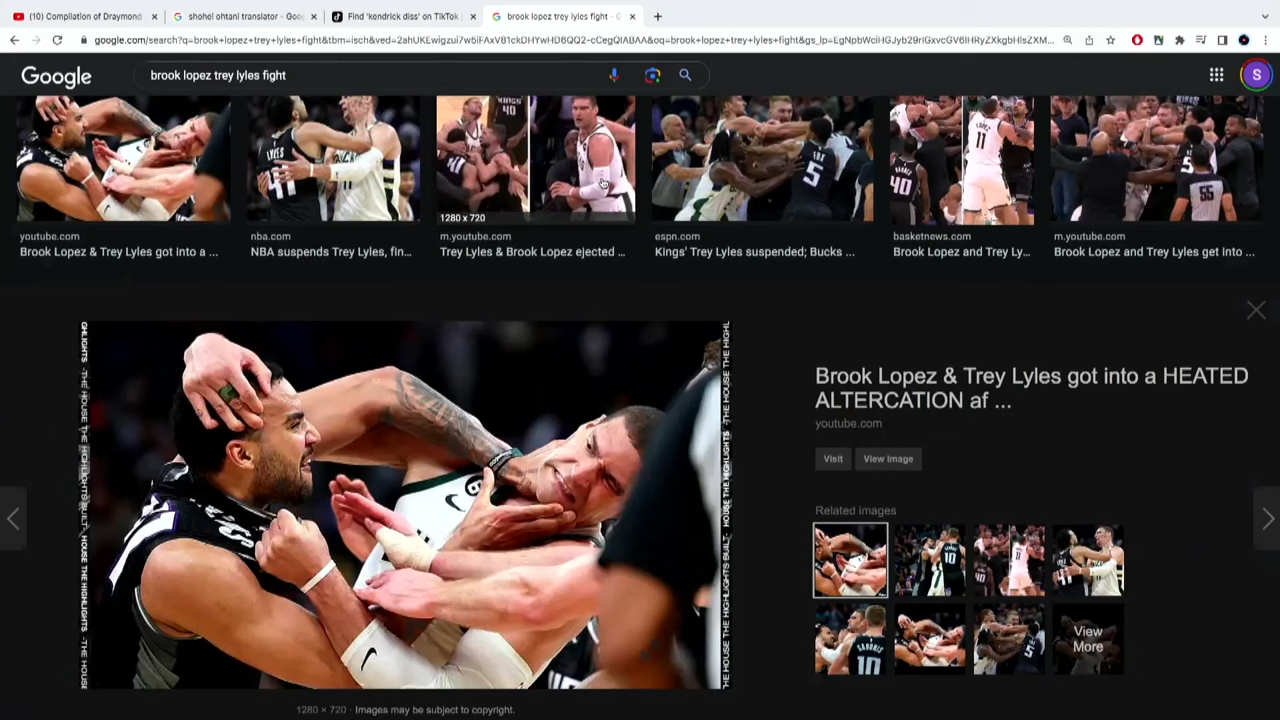 (10) Compilation of Draymond
shohei ohtani translator - Goog
Find 'kendrick diss' on TikTok
brook lopez trey lyles fight - G
brook lopez trey lyles fight
Google
S
1280 x 720
youtube.com
Brook Lopez & Trey Lyles got into a ...
nba.com
NBA suspends Trey Lyles, fin...
m.youtube.com
Trey Lyles & Brook Lopez ejected ...
espn.com
Kings' Trey Lyles suspended; Bucks ...
basketnews.com
Brook Lopez and Trey Ly...
m.youtube.com
Brook Lopez and Trey Lyles get into ...
Brook Lopez & Trey Lyles got into a HEATED
ALTERCATION af ...
youtube.com
Visit
View Image
Related images
View
More
1280 × 720 · Images may be subject to copyright.